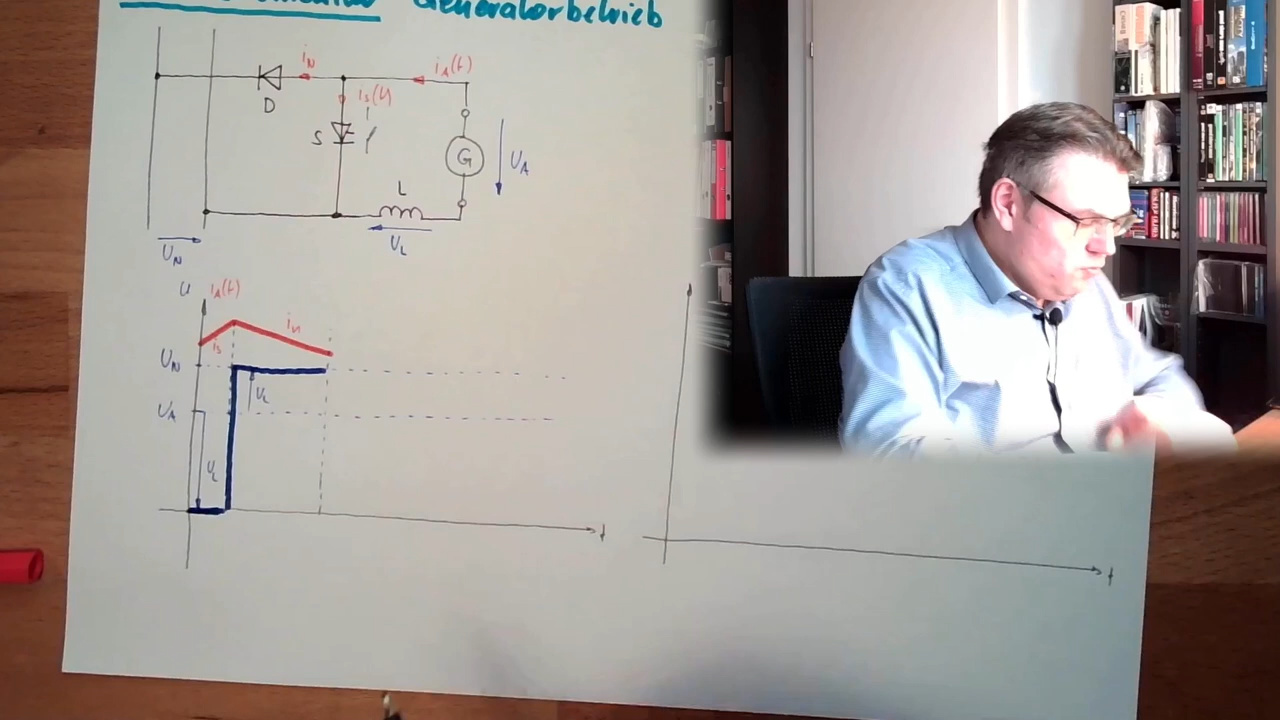 Generatorbetrieb
i_N
i_A(t)
D
i_S(t)
S
G
U_A
L
U_L
U_N
U i_A(t)
i_S
i_N
U_N
U_L
U_A
U_L
t
t